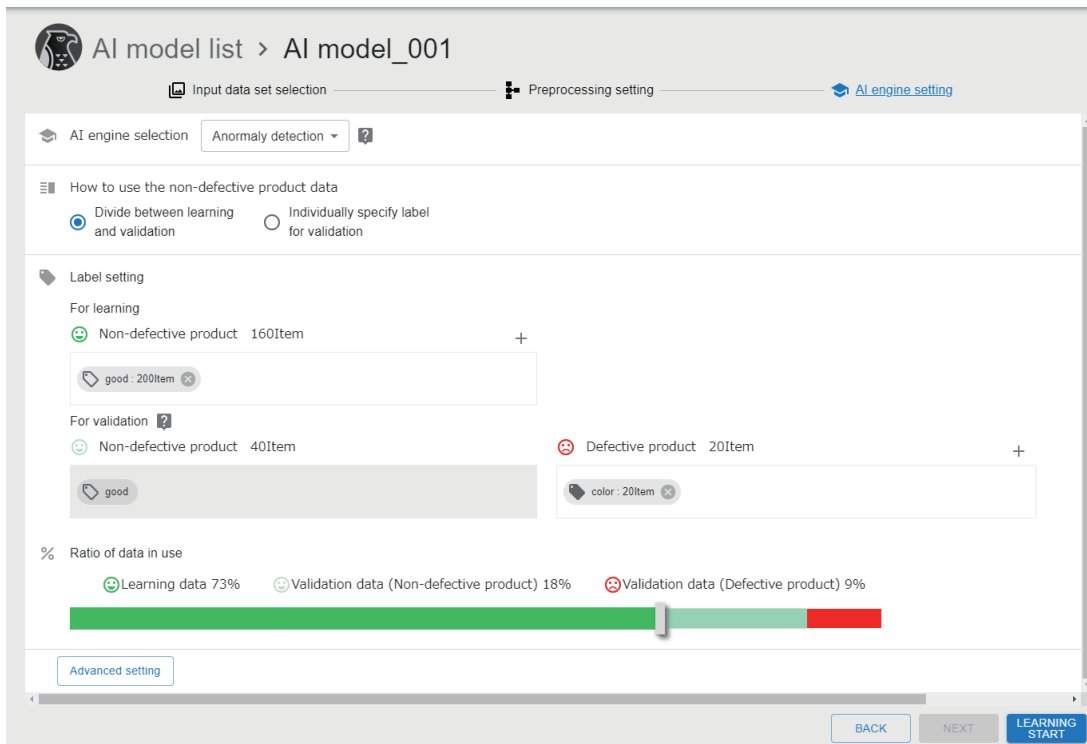 AI model list > AI model_001
Input data set selection
Preprocessing setting
AI engine setting
AI engine selection
Anormaly detection
?
How to use the non-defective product data
Divide between learning
and validation
Individually specify label
for validation
Label setting
For learning
Non-defective product 160Item
+
good : 200Item
For validation ?
Non-defective product 40Item
Defective product 20Item
+
good
color : 20Item
% Ratio of data in use
Learning data 73%
Validation data (Non-defective product) 18%
Validation data (Defective product) 9%
Advanced setting
BACK
NEXT
LEARNING
START